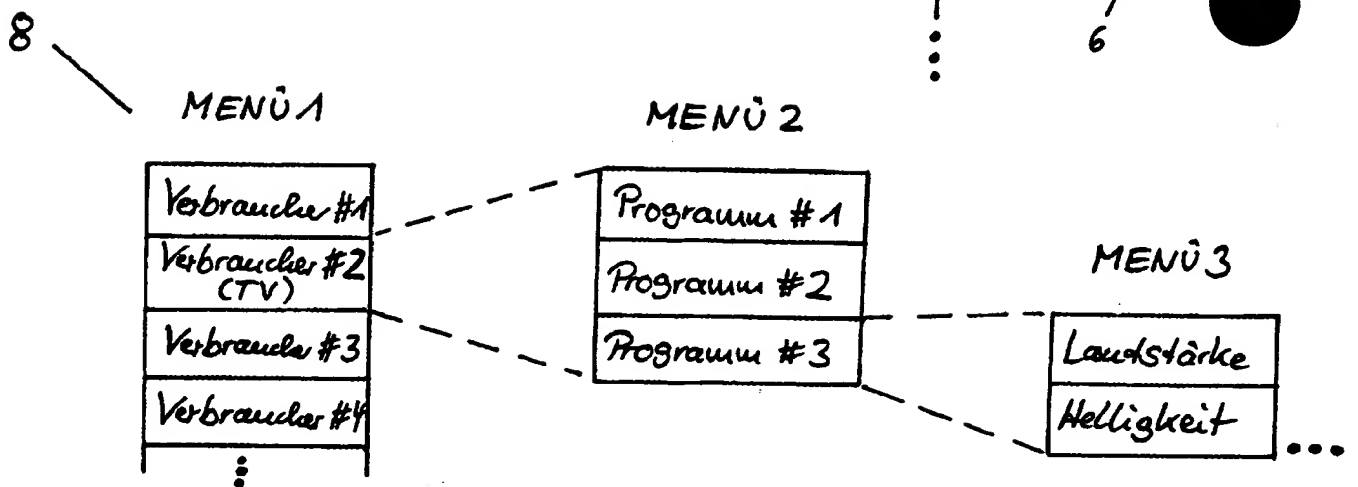 8
6
MENÜ 1
MENÜ 2
Verbraucher #1
Verbraucher #2
(TV)
Verbraucher #3
Verbraucher #4
Programm #1
Programm #2
Programm #3
MENÜ 3
Lautstärke
Helligkeit